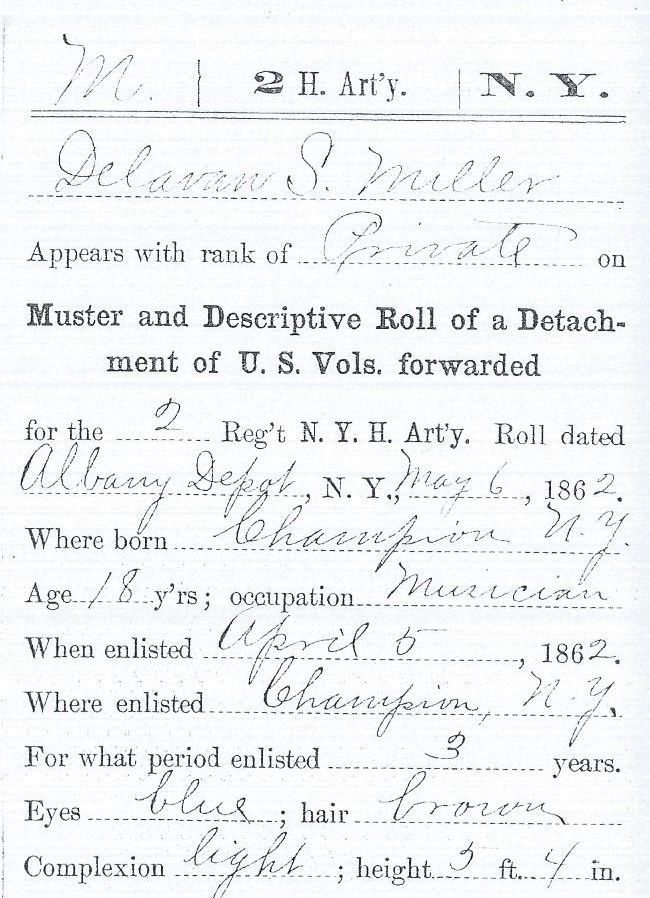 M. | 2 H. Art'y. | N. Y.
Delavan S. Miller
Appears with rank of Private on
Muster and Descriptive Roll of a Detach-
ment of U. S. Vols. forwarded
for the 2 Reg't N. Y. H. Art'y. Roll dated
Albany Depot, N. Y., May 6, 1862.
Where born Champion N.Y.
Age 18 y'rs; occupation Musician
When enlisted April 5, 1862.
Where enlisted Champion, N.Y.
For what period enlisted 3 years.
Eyes blue; hair brown
Complexion light; height 5 ft. 4 in.